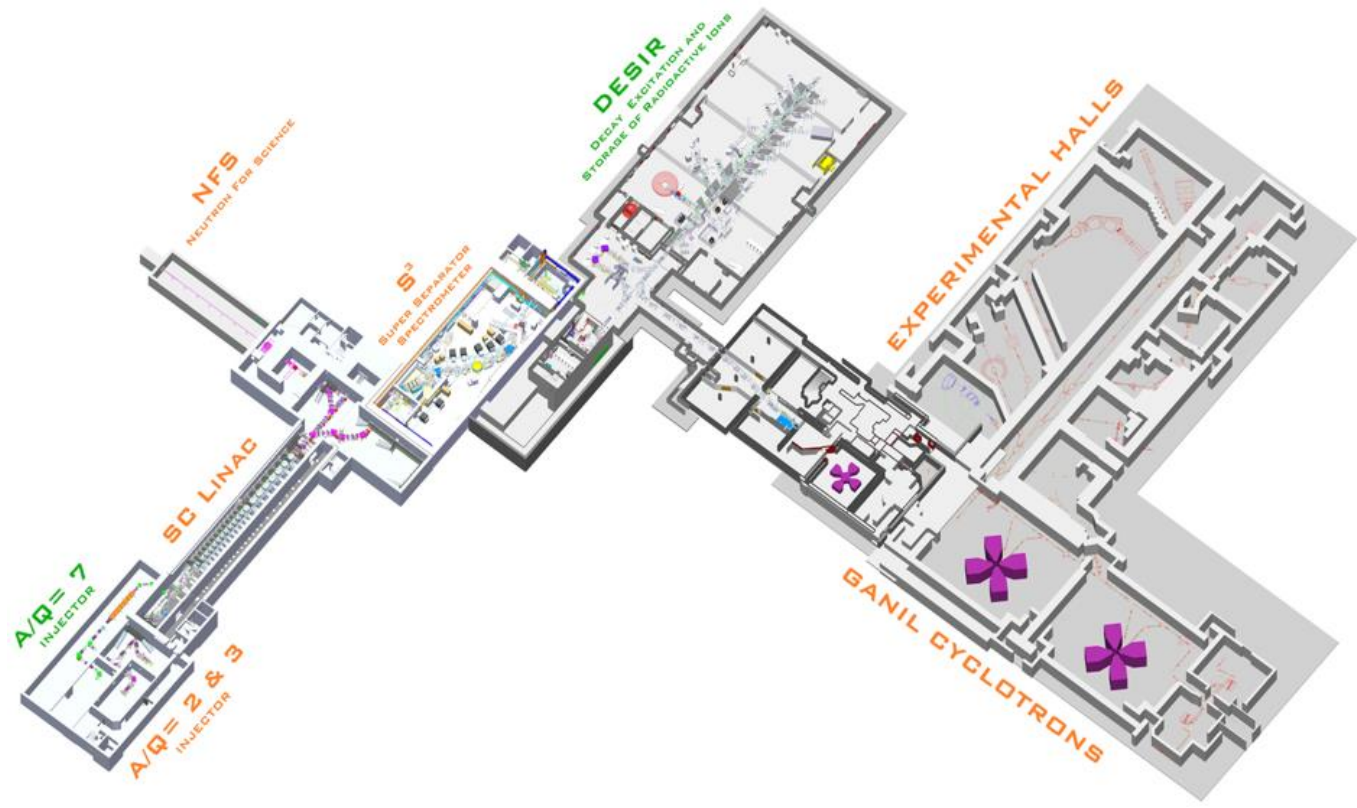 DESIR
Decay Excitation and
Storage of Radioactive Ions
NFS
Neutron For Science
S³
Super Separator
Spectrometer
EXPERIMENTAL HALLS
SC Linac
A/Q= 7
injector
A/Q= 2 & 3
injector
GANIL CYCLOTRONS